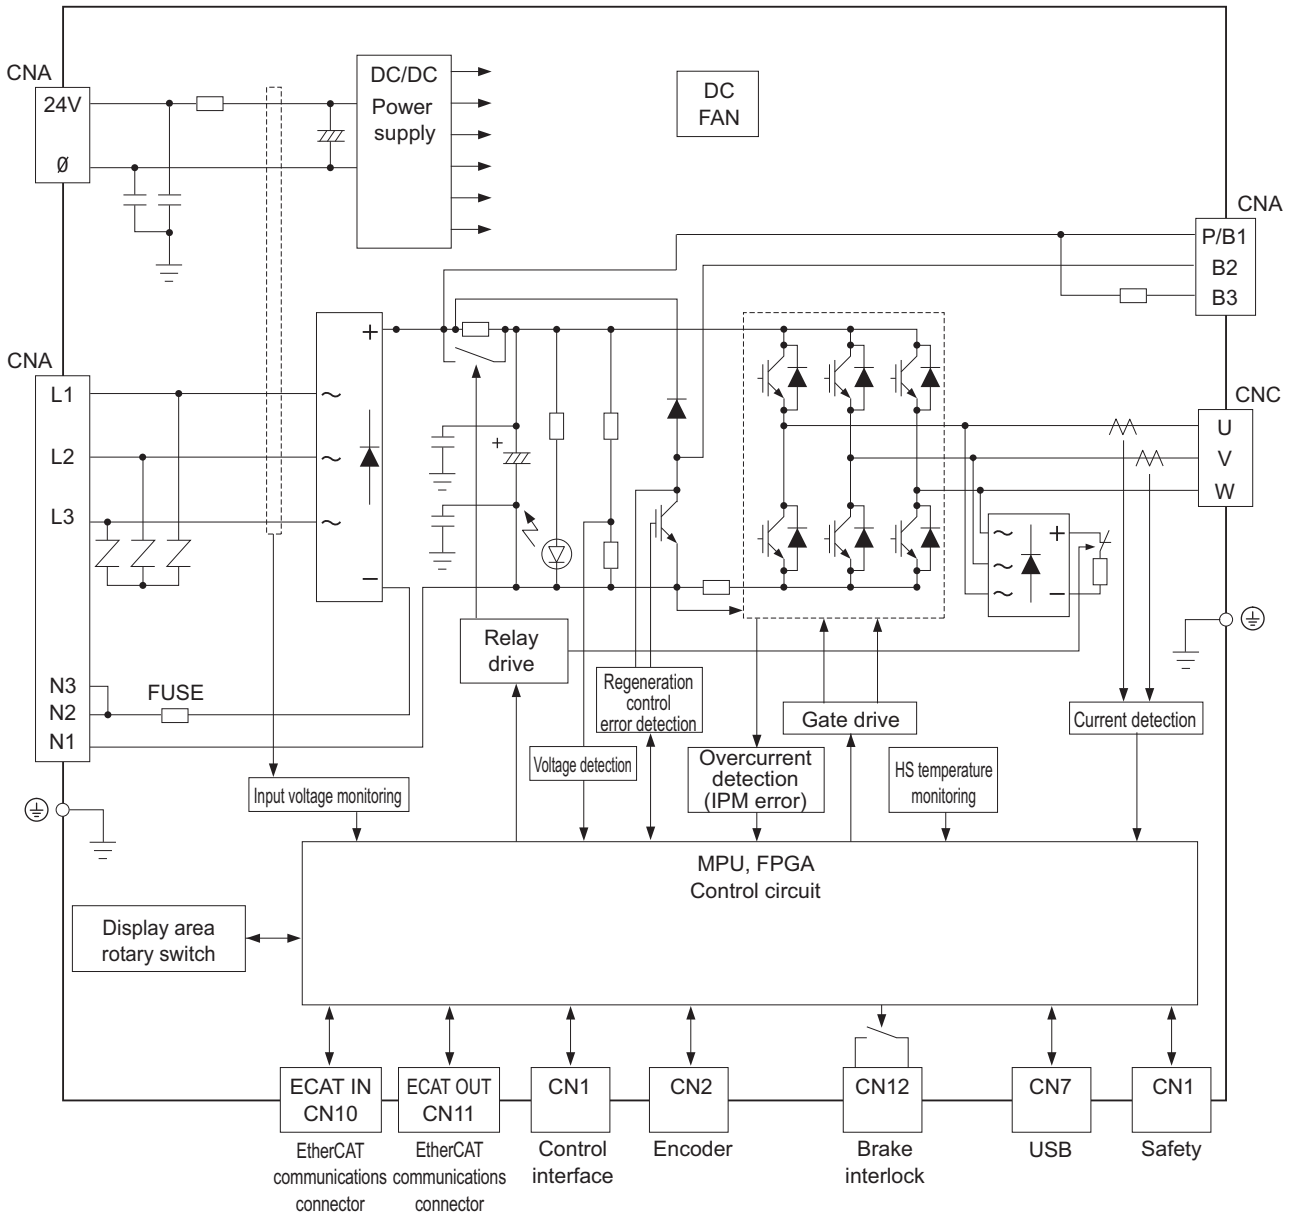 CNA
24V
Ø
DC/DC
Power
supply
DC
FAN
CNA
P/B1
B2
B3
CNA
L1
L2
L3
N3
N2
N1
FUSE
+
−
~
~
~
+
CNC
U
V
W
~
~
~
+
−
Relay
drive
Regeneration
control
error detection
Voltage detection
Gate drive
Overcurrent
detection
(IPM error)
HS temperature
monitoring
Current detection
Input voltage monitoring
MPU, FPGA
Control circuit
Display area
rotary switch
ECAT IN
CN10
ECAT OUT
CN11
CN1
CN2
CN12
CN7
CN1
EtherCAT
communications
connector
EtherCAT
communications
connector
Control
interface
Encoder
Brake
interlock
USB
Safety